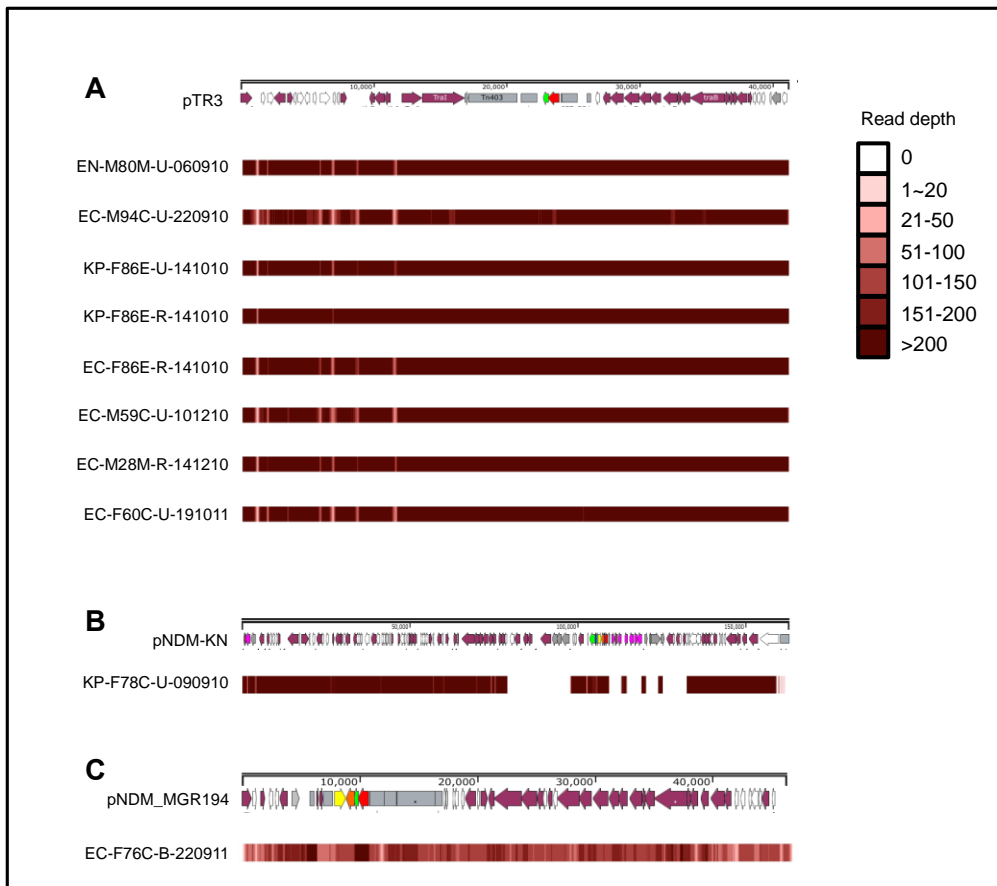 A
10,000 20,000 30,000 40,000
pTR3
TraI Tn403 traB
Read depth
0
1~20
21-50
51-100
101-150
151-200
>200
EN-M80M-U-060910
EC-M94C-U-220910
KP-F86E-U-141010
KP-F86E-R-141010
EC-F86E-R-141010
EC-M59C-U-101210
EC-M28M-R-141210
EC-F60C-U-191011
B
50,000 100,000 150,000
pNDM-KN
KP-F78C-U-090910
C
10,000 20,000 30,000 40,000
pNDM_MGR194
EC-F76C-B-220911